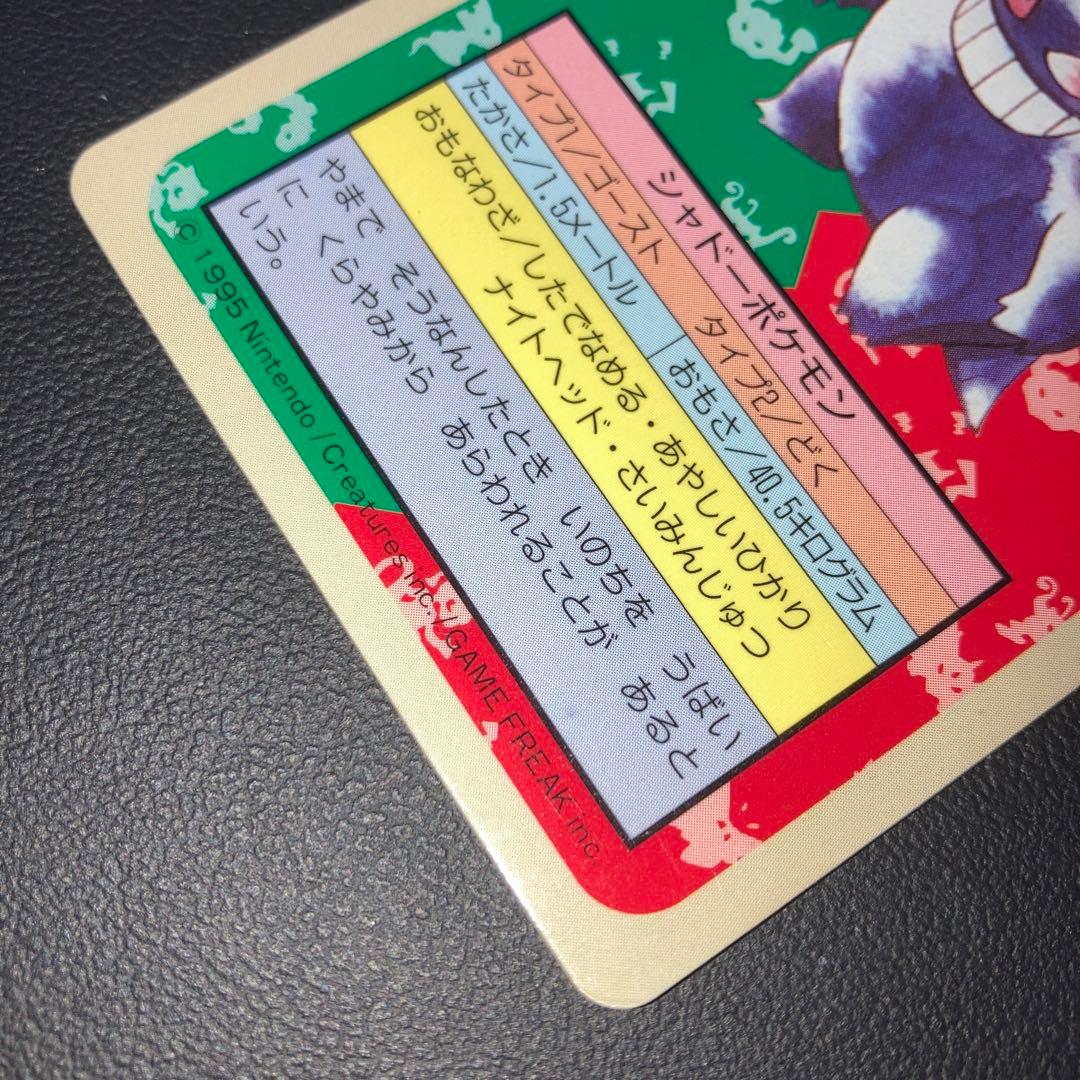 シャドーポケモン
タイプ1/ゴースト タイプ2/どく
たかさ/1.5メートル おもさ/40.5キログラム
おもなわざ/したでなめる・あやしいひかり
ナイトヘッド・さいみんじゅつ
やまで そうなんしたとき いのちを うばい
に くらやみから あらわれることが あると
いう。
© 1995 Nintendo/Creatures inc./GAME FREAK inc.